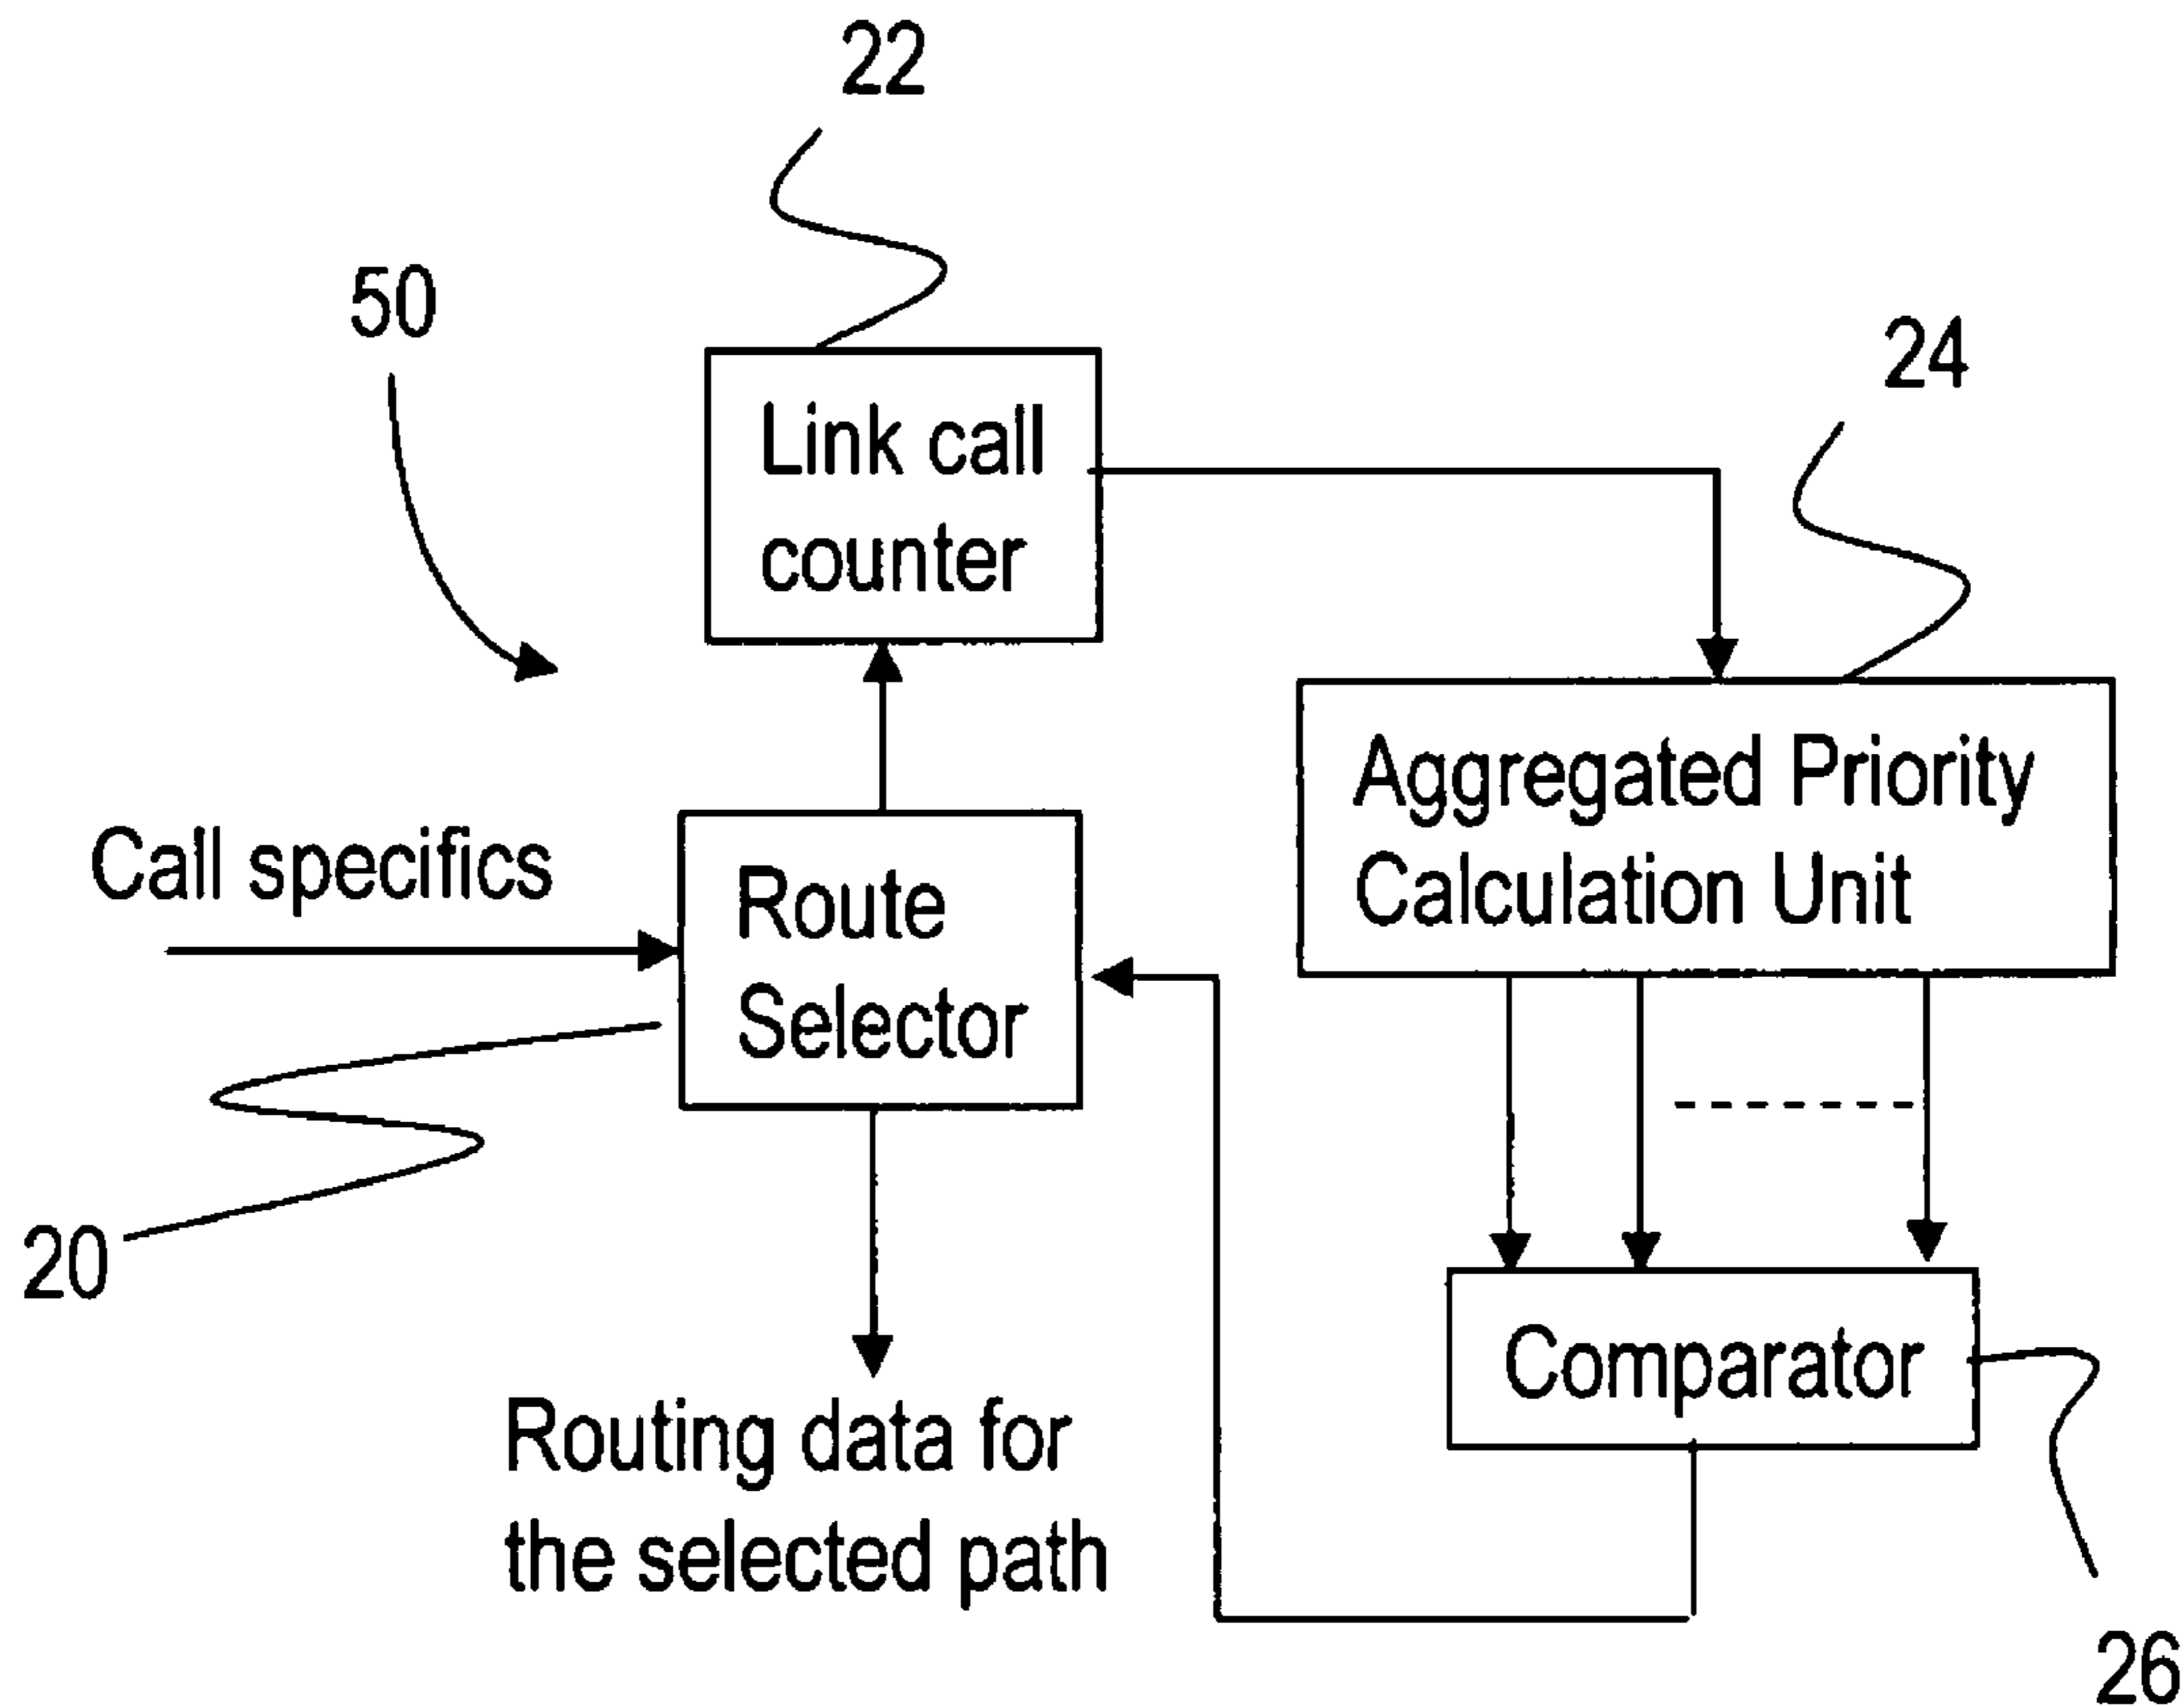 22
50
24
Link call
counter
Aggregated Priority
Calculation Unit
Call specifics
Route
Selector
20
Comparator
Routing data for
the selected path
26